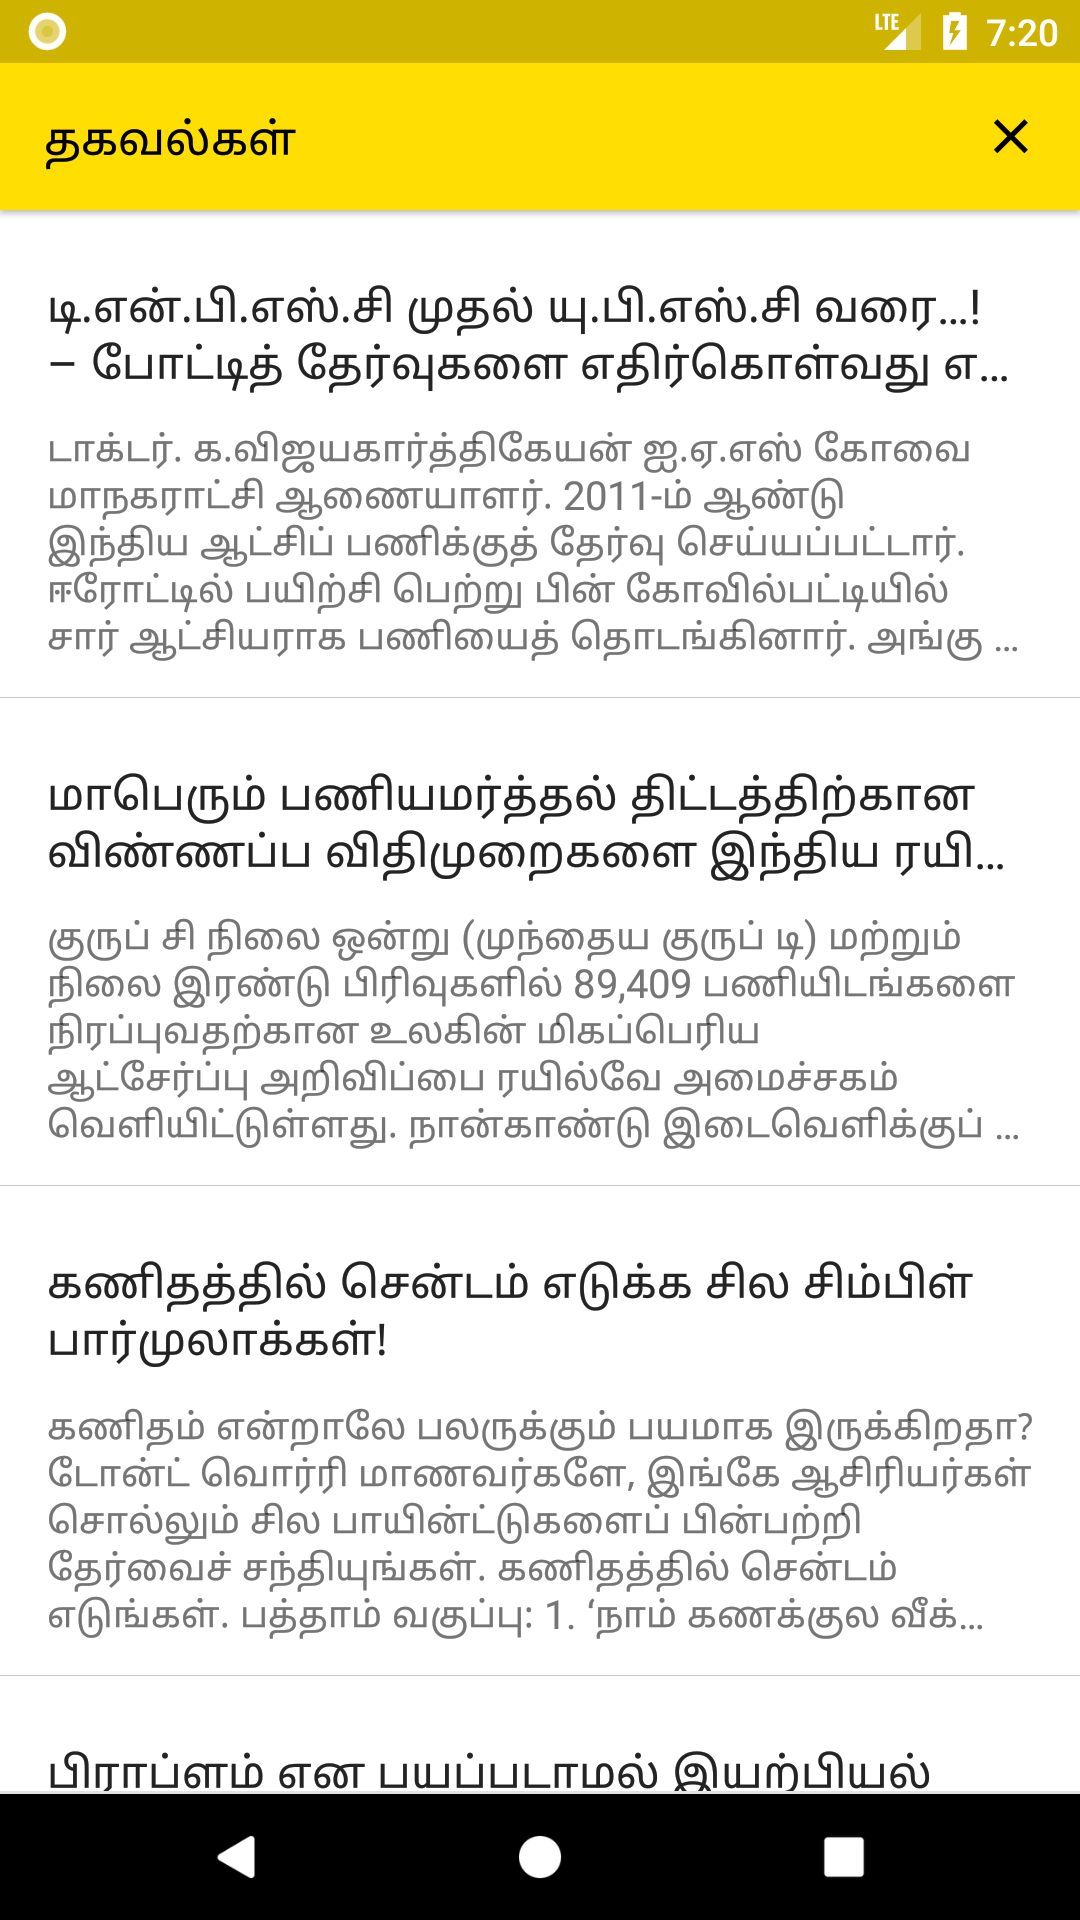 LTE 7:20
தகவல்கள்
டி.என்.பி.எஸ்.சி முதல் யு.பி.எஸ்.சி வரை...!
– போட்டித் தேர்வுகளை எதிர்கொள்வது எ...
டாக்டர். க.விஜயகார்த்திகேயன் ஐ.ஏ.எஸ் கோவை
மாநகராட்சி ஆணையாளர். 2011-ம் ஆண்டு
இந்திய ஆட்சிப் பணிக்குத் தேர்வு செய்யப்பட்டார்.
ஈரோட்டில் பயிற்சி பெற்று பின் கோவில்பட்டியில்
சார் ஆட்சியராக பணியைத் தொடங்கினார். அங்கு ...
மாபெரும் பணியமர்த்தல் திட்டத்திற்கான
விண்ணப்ப விதிமுறைகளை இந்திய ரயி...
குருப் சி நிலை ஒன்று (முந்தைய குருப் டி) மற்றும்
நிலை இரண்டு பிரிவுகளில் 89,409 பணியிடங்களை
நிரப்புவதற்கான உலகின் மிகப்பெரிய
ஆட்சேர்ப்பு அறிவிப்பை ரயில்வே அமைச்சகம்
வெளியிட்டுள்ளது. நான்காண்டு இடைவெளிக்குப் ...
கணிதத்தில் சென்டம் எடுக்க சில சிம்பிள்
பார்முலாக்கள்!
கணிதம் என்றாலே பலருக்கும் பயமாக இருக்கிறதா?
டோன்ட் வொர்ரி மாணவர்களே, இங்கே ஆசிரியர்கள்
சொல்லும் சில பாயின்ட்டுகளைப் பின்பற்றி
தேர்வைச் சந்தியுங்கள். கணிதத்தில் சென்டம்
எடுங்கள். பத்தாம் வகுப்பு: 1. ‘நாம் கணக்குல வீக்...
பிராப்ளம் என பயப்படாமல் இயற்பியல்